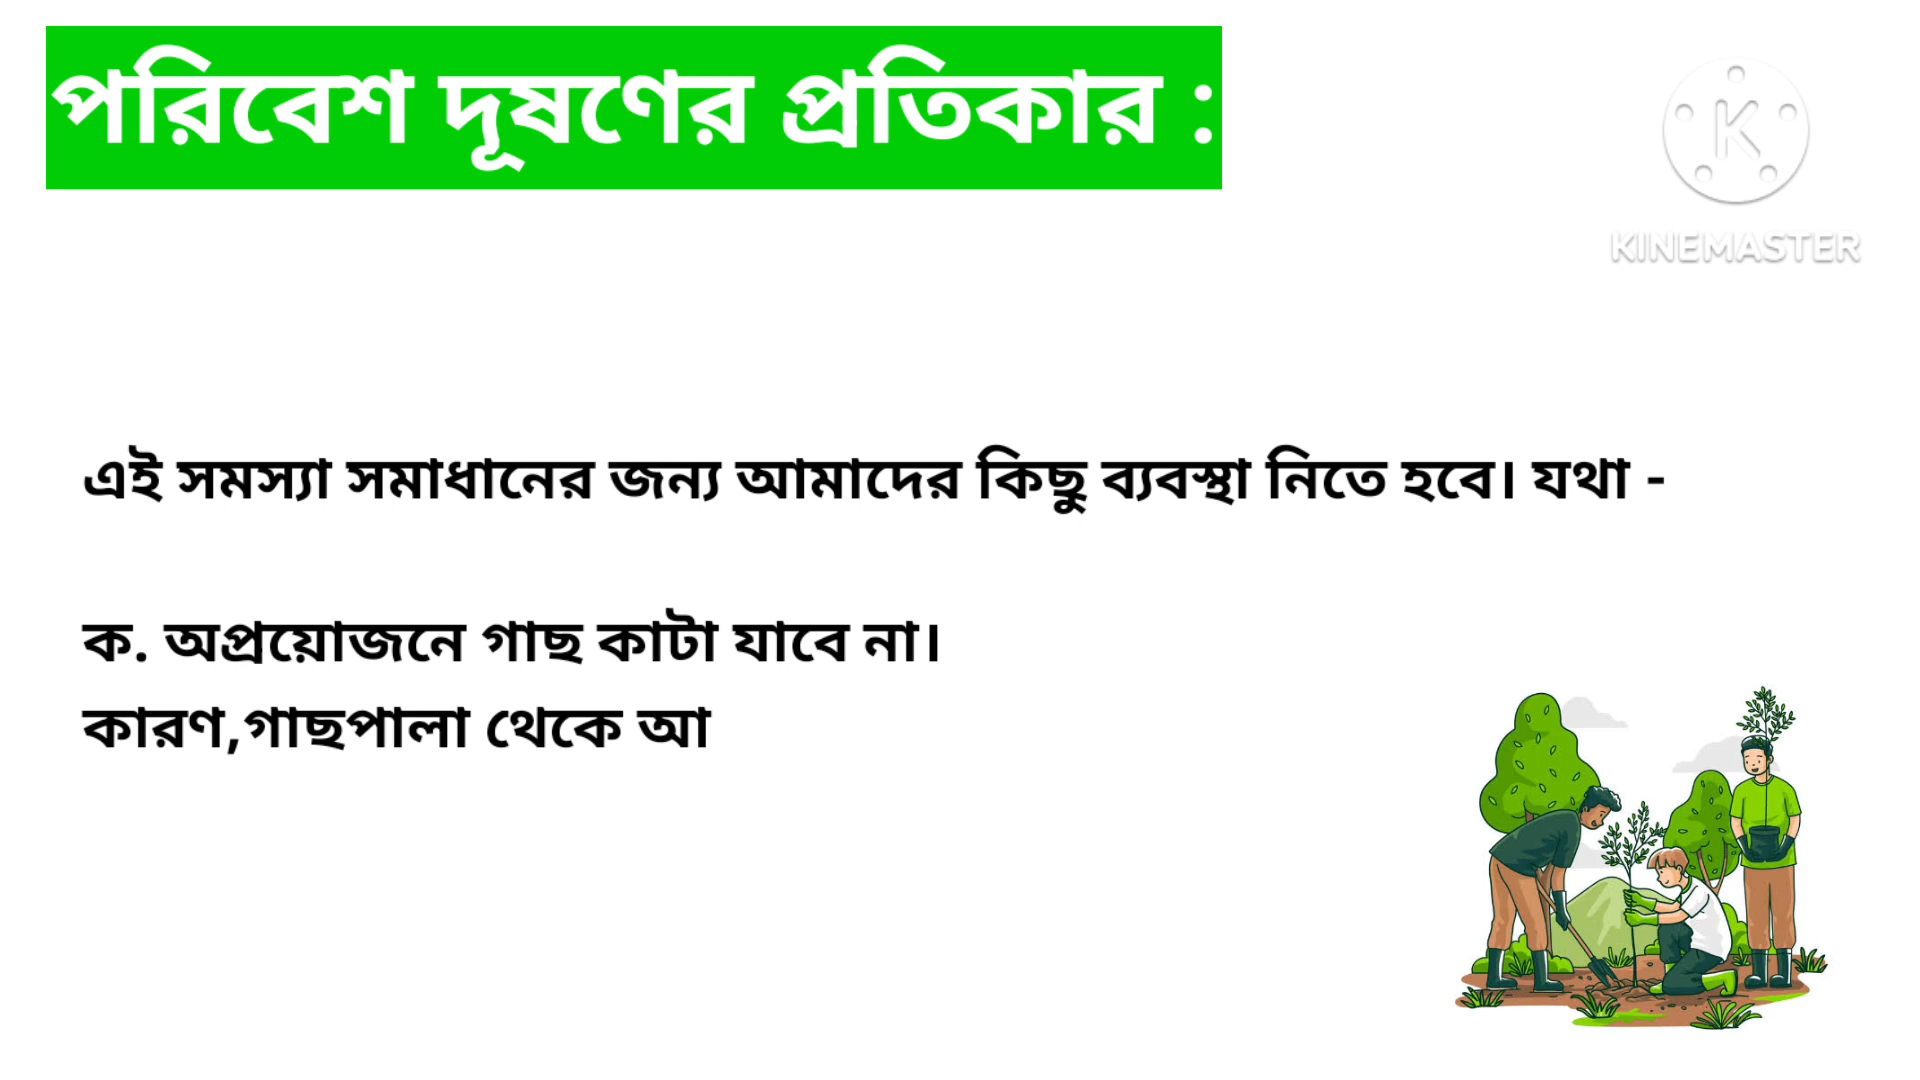 পরিবেশ দূষণের প্রতিকার :
KINEMASTER
এই সমস্যা সমাধানের জন্য আমাদের কিছু ব্যবস্থা নিতে হবে। যথা -
ক. অপ্রয়োজনে গাছ কাটা যাবে না।
কারণ,গাছপালা থেকে আ